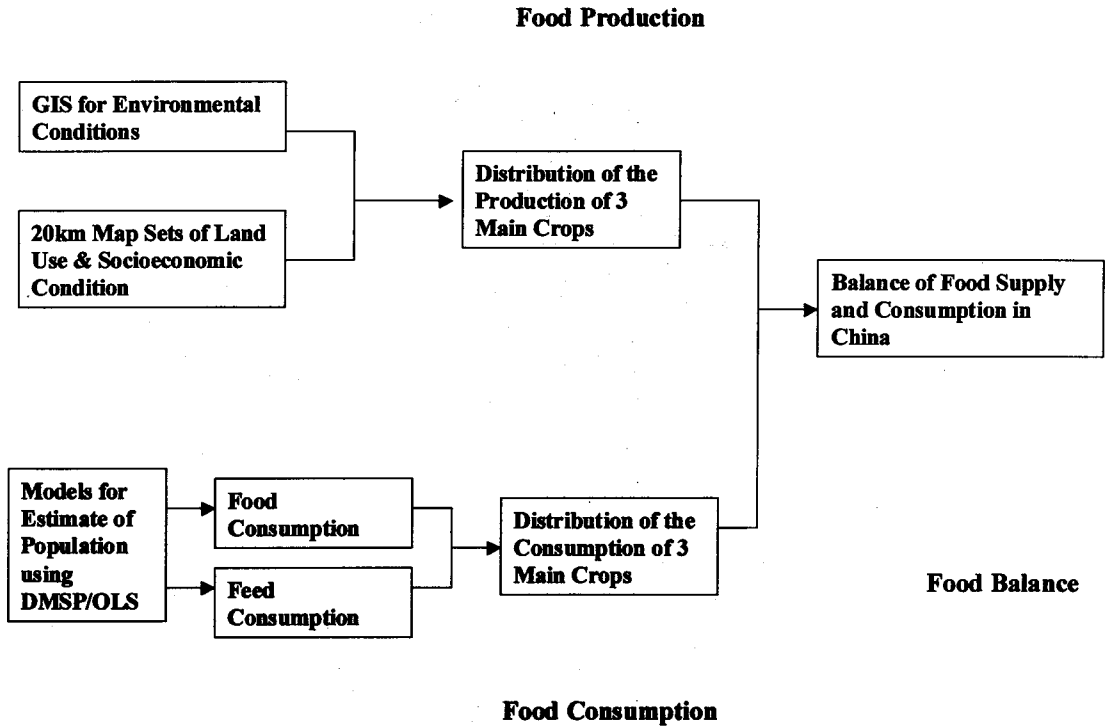 Food Production
GIS for Environmental
Conditions
20km Map Sets of Land
Use & Socioeconomic
Condition
Distribution of the
Production of 3
Main Crops
Balance of Food Supply
and Consumption in
China
Models for
Estimate of
Population
using
DMSP/OLS
Food
Consumption
Feed
Consumption
Distribution of the
Consumption of 3
Main Crops
Food Balance
Food Consumption